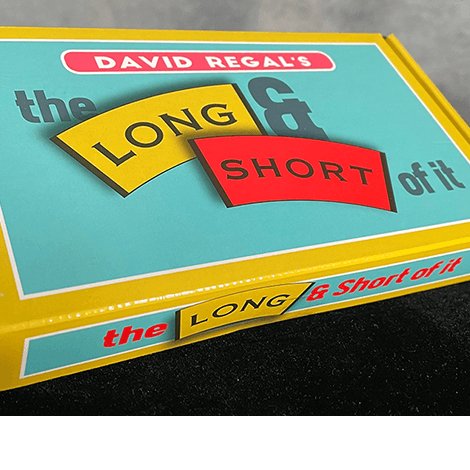 DAVID REGAL'S
the LONG &
SHORT of it
the LONG & Short of it